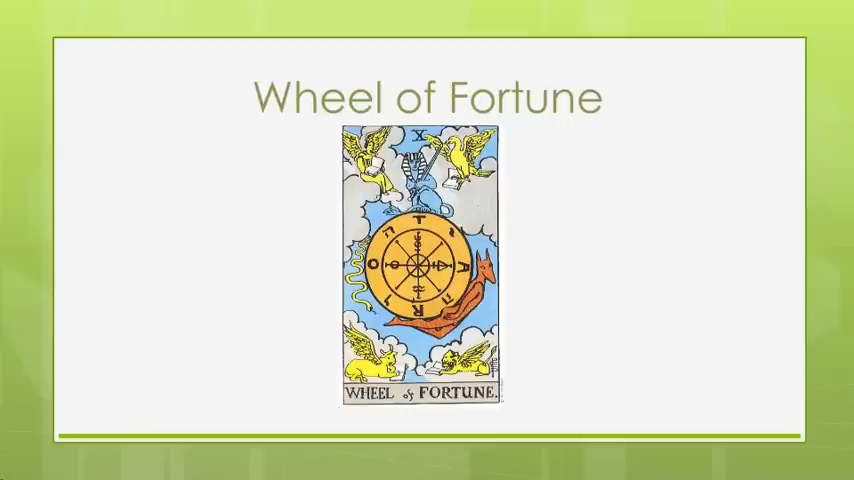 Wheel of Fortune
X
T
A
R
O
י
ה
ו
ה
WHEEL of FORTUNE.